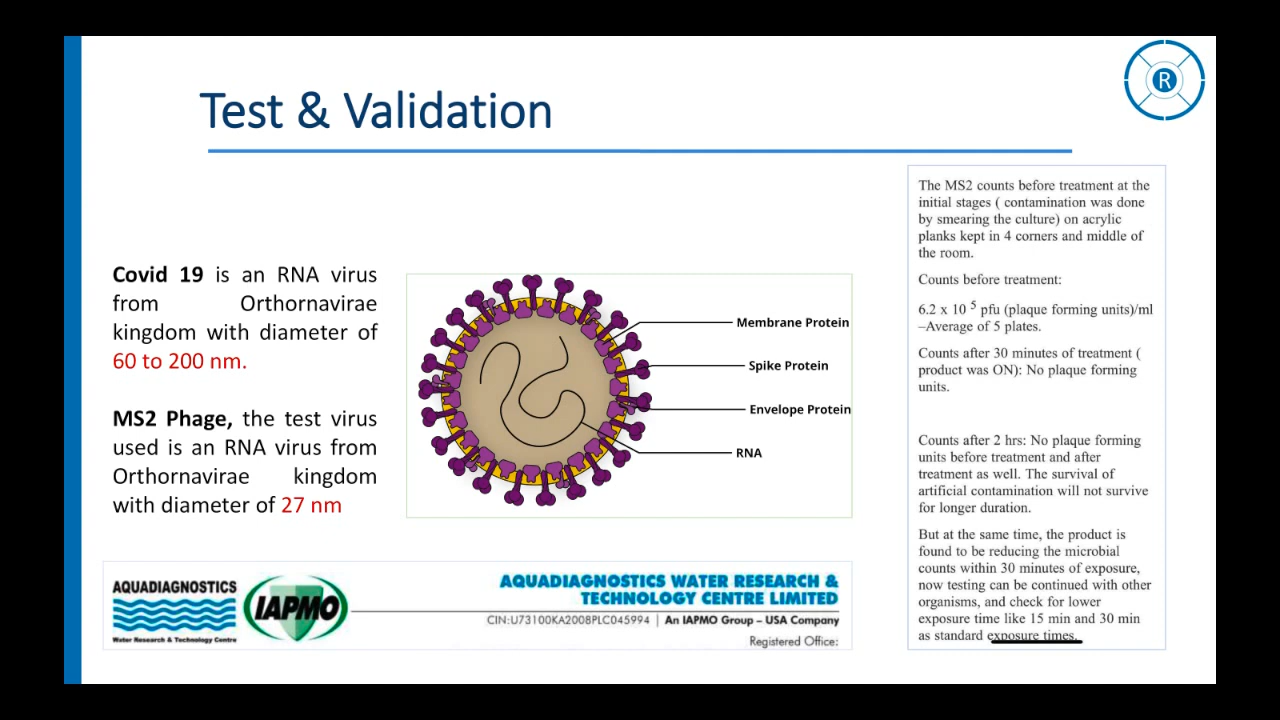 R
Test & Validation
Covid 19 is an RNA virus
from Orthornavirae
kingdom with diameter of
60 to 200 nm.
MS2 Phage, the test virus
used is an RNA virus from
Orthornavirae kingdom
with diameter of 27 nm
Membrane Protein
Spike Protein
Envelope Protein
RNA
The MS2 counts before treatment at the
initial stages ( contamination was done
by smearing the culture) on acrylic
planks kept in 4 corners and middle of
the room.
Counts before treatment:
6.2 x 10 5 pfu (plaque forming units)/ml
–Average of 5 plates.
Counts after 30 minutes of treatment (
product was ON): No plaque forming
units.
Counts after 2 hrs: No plaque forming
units before treatment and after
treatment as well. The survival of
artificial contamination will not survive
for longer duration.
But at the same time, the product is
found to be reducing the microbial
counts within 30 minutes of exposure,
now testing can be continued with other
organisms, and check for lower
exposure time like 15 min and 30 min
as standard exposure times.
AQUADIAGNOSTICS
Water Research & Technology Centre
IAPMO
AQUADIAGNOSTICS WATER RESEARCH &
TECHNOLOGY CENTRE LIMITED
CIN:U73100KA2008PLC045994 | An IAPMO Group – USA Company
Registered Office: